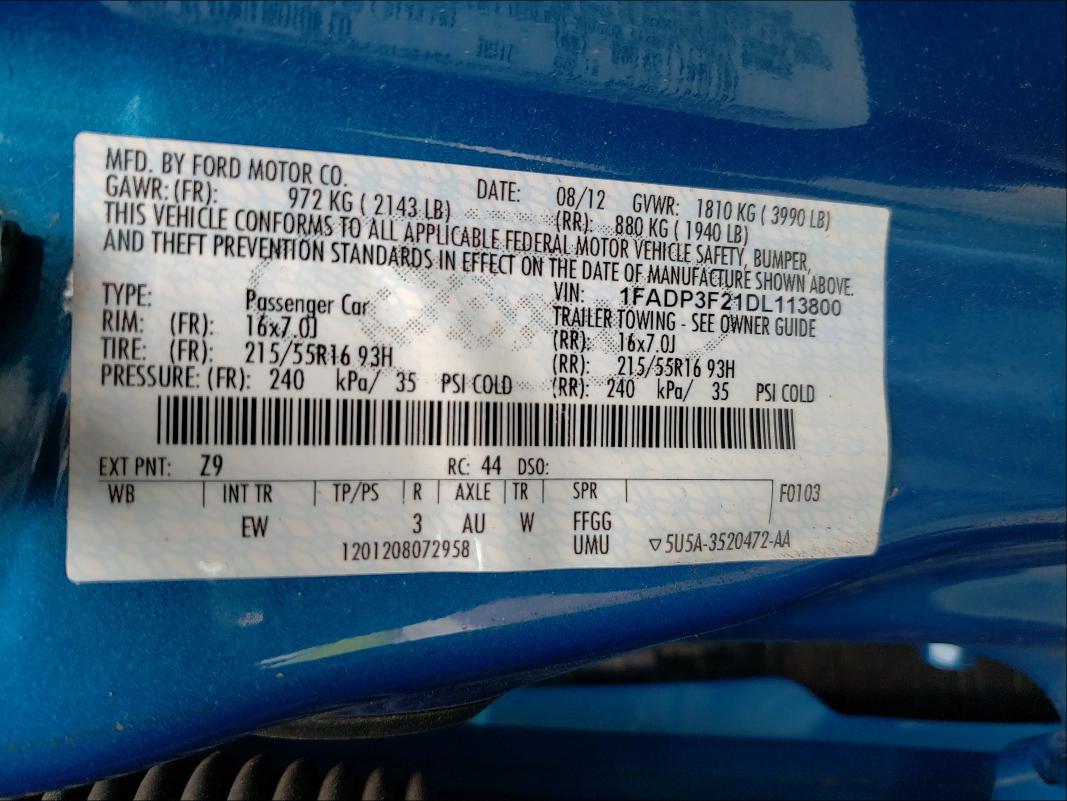 MFD. BY FORD MOTOR CO.
DATE: 08/12 GVWR: 1810 KG ( 3990 LB)
GAWR: (FR): 972 KG ( 2143 LB) (RR): 880 KG ( 1940 LB)
THIS VEHICLE CONFORMS TO ALL APPLICABLE FEDERAL MOTOR VEHICLE SAFETY, BUMPER,
AND THEFT PREVENTION STANDARDS IN EFFECT ON THE DATE OF MANUFACTURE SHOWN ABOVE.
VIN: 1FADP3F21DL113800
TYPE: Passenger Car TRAILER TOWING - SEE OWNER GUIDE
RIM: (FR): 16x7.0J (RR): 16x7.0J
TIRE: (FR): 215/55R16 93H (RR): 215/55R16 93H
PRESSURE: (FR): 240 kPa/ 35 PSI COLD (RR): 240 kPa/ 35 PSI COLD
EXT PNT: Z9 RC: 44 DSO:
WB INT TR TP/PS R AXLE TR SPR F0103
EW 3 AU W FFGG
1201208072958 UMU ▽5U5A-3520472-AA